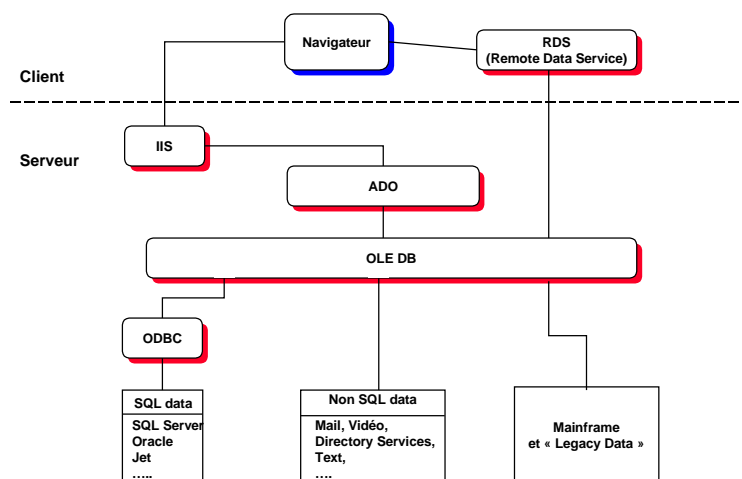 Navigateur
RDS
(Remote Data Service)
Client
IIS
Serveur
ADO
OLE DB
ODBC
SQL data
SQL Server
Oracle
Jet
.....
Non SQL data
Mail, Vidéo,
Directory Services,
Text,
....
Mainframe
et « Legacy Data »